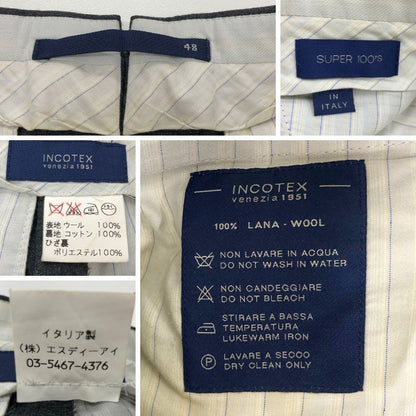 48
SUPER 100's
IN
ITALY
INCOTEX
venezia 1951
表地 ウール 100%
裏地 コットン 100%
ひざ裏
ポリエステル 100%
イタリア製
(株) エスディーアイ
03-5467-4376
INCOTEX
venezia 1951
100% LANA - WOOL
NON LAVARE IN ACQUA
DO NOT WASH IN WATER
NON CANDEGGIARE
DO NOT BLEACH
STIRARE A BASSA
TEMPERATURA
LUKEWARM IRON
P
LAVARE A SECCO
DRY CLEAN ONLY